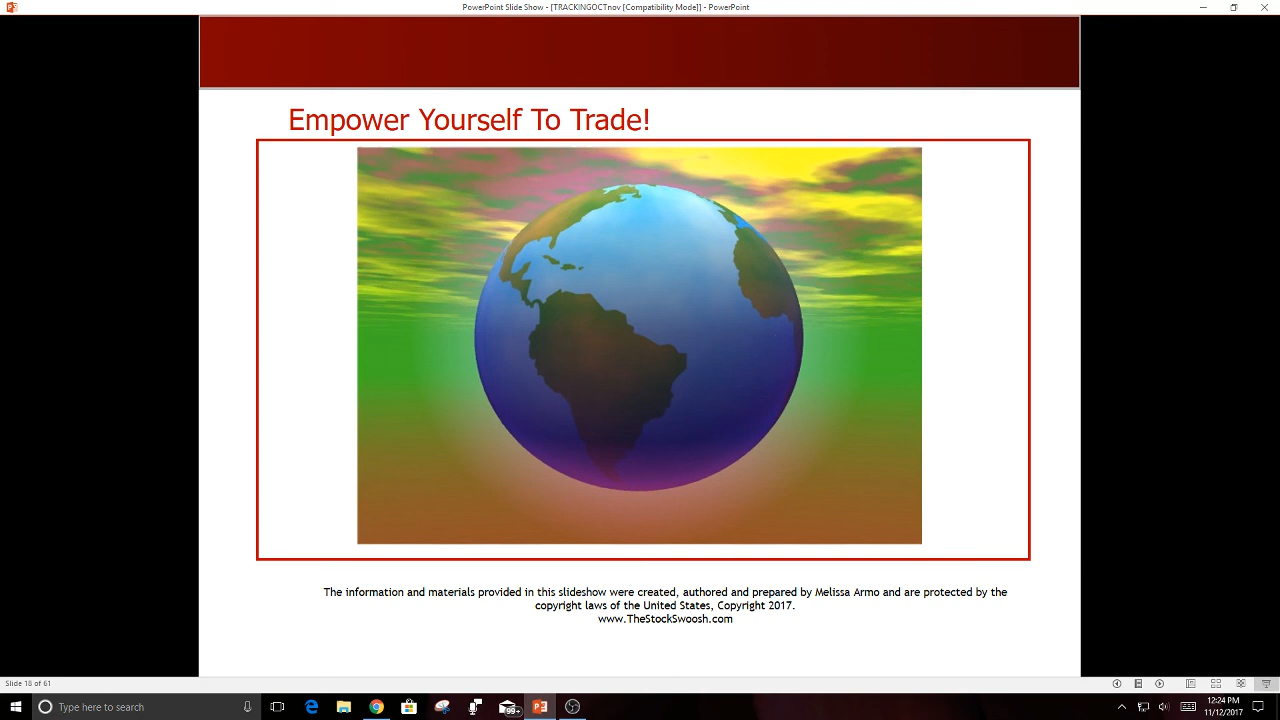 PowerPoint Slide Show - [TRACKINGOCTnov [Compatibility Mode]] - PowerPoint
Empower Yourself To Trade!
The information and materials provided in this slideshow were created, authored and prepared by Melissa Armo and are protected by the
copyright laws of the United States, Copyright 2017.
www.TheStockSwoosh.com
Slide 18 of 61
Type here to search
99+
12:24 PM
11/12/2017